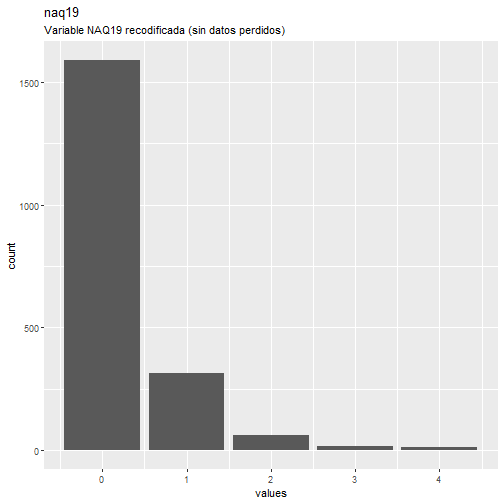 naq19
Variable NAQ19 recodificada (sin datos perdidos)
1500
1000
500
0
count
0 1 2 3 4
values